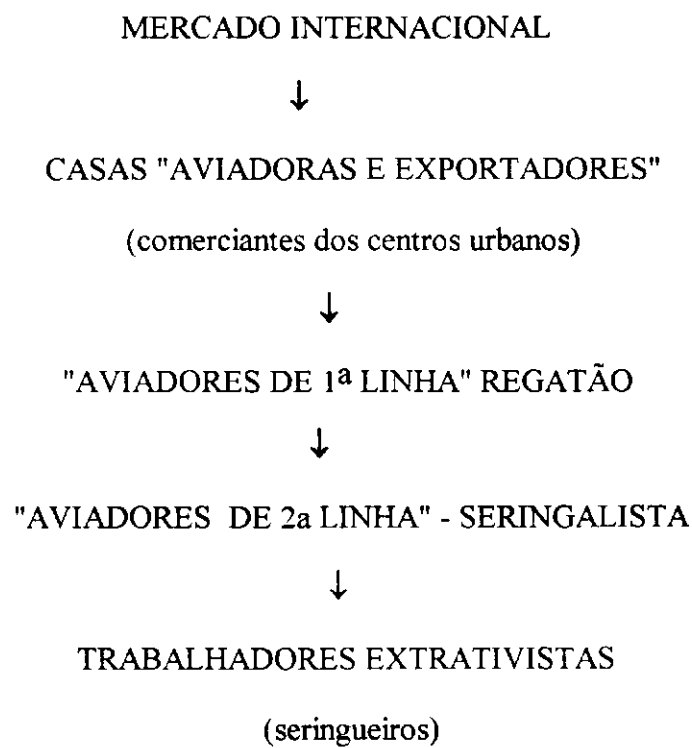 MERCADO INTERNACIONAL
↓
CASAS "AVIADORAS E EXPORTADORES"
(comerciantes dos centros urbanos)
↓
"AVIADORES DE 1ª LINHA" REGATÃO
↓
"AVIADORES DE 2a LINHA" - SERINGALISTA
↓
TRABALHADORES EXTRATIVISTAS
(seringueiros)